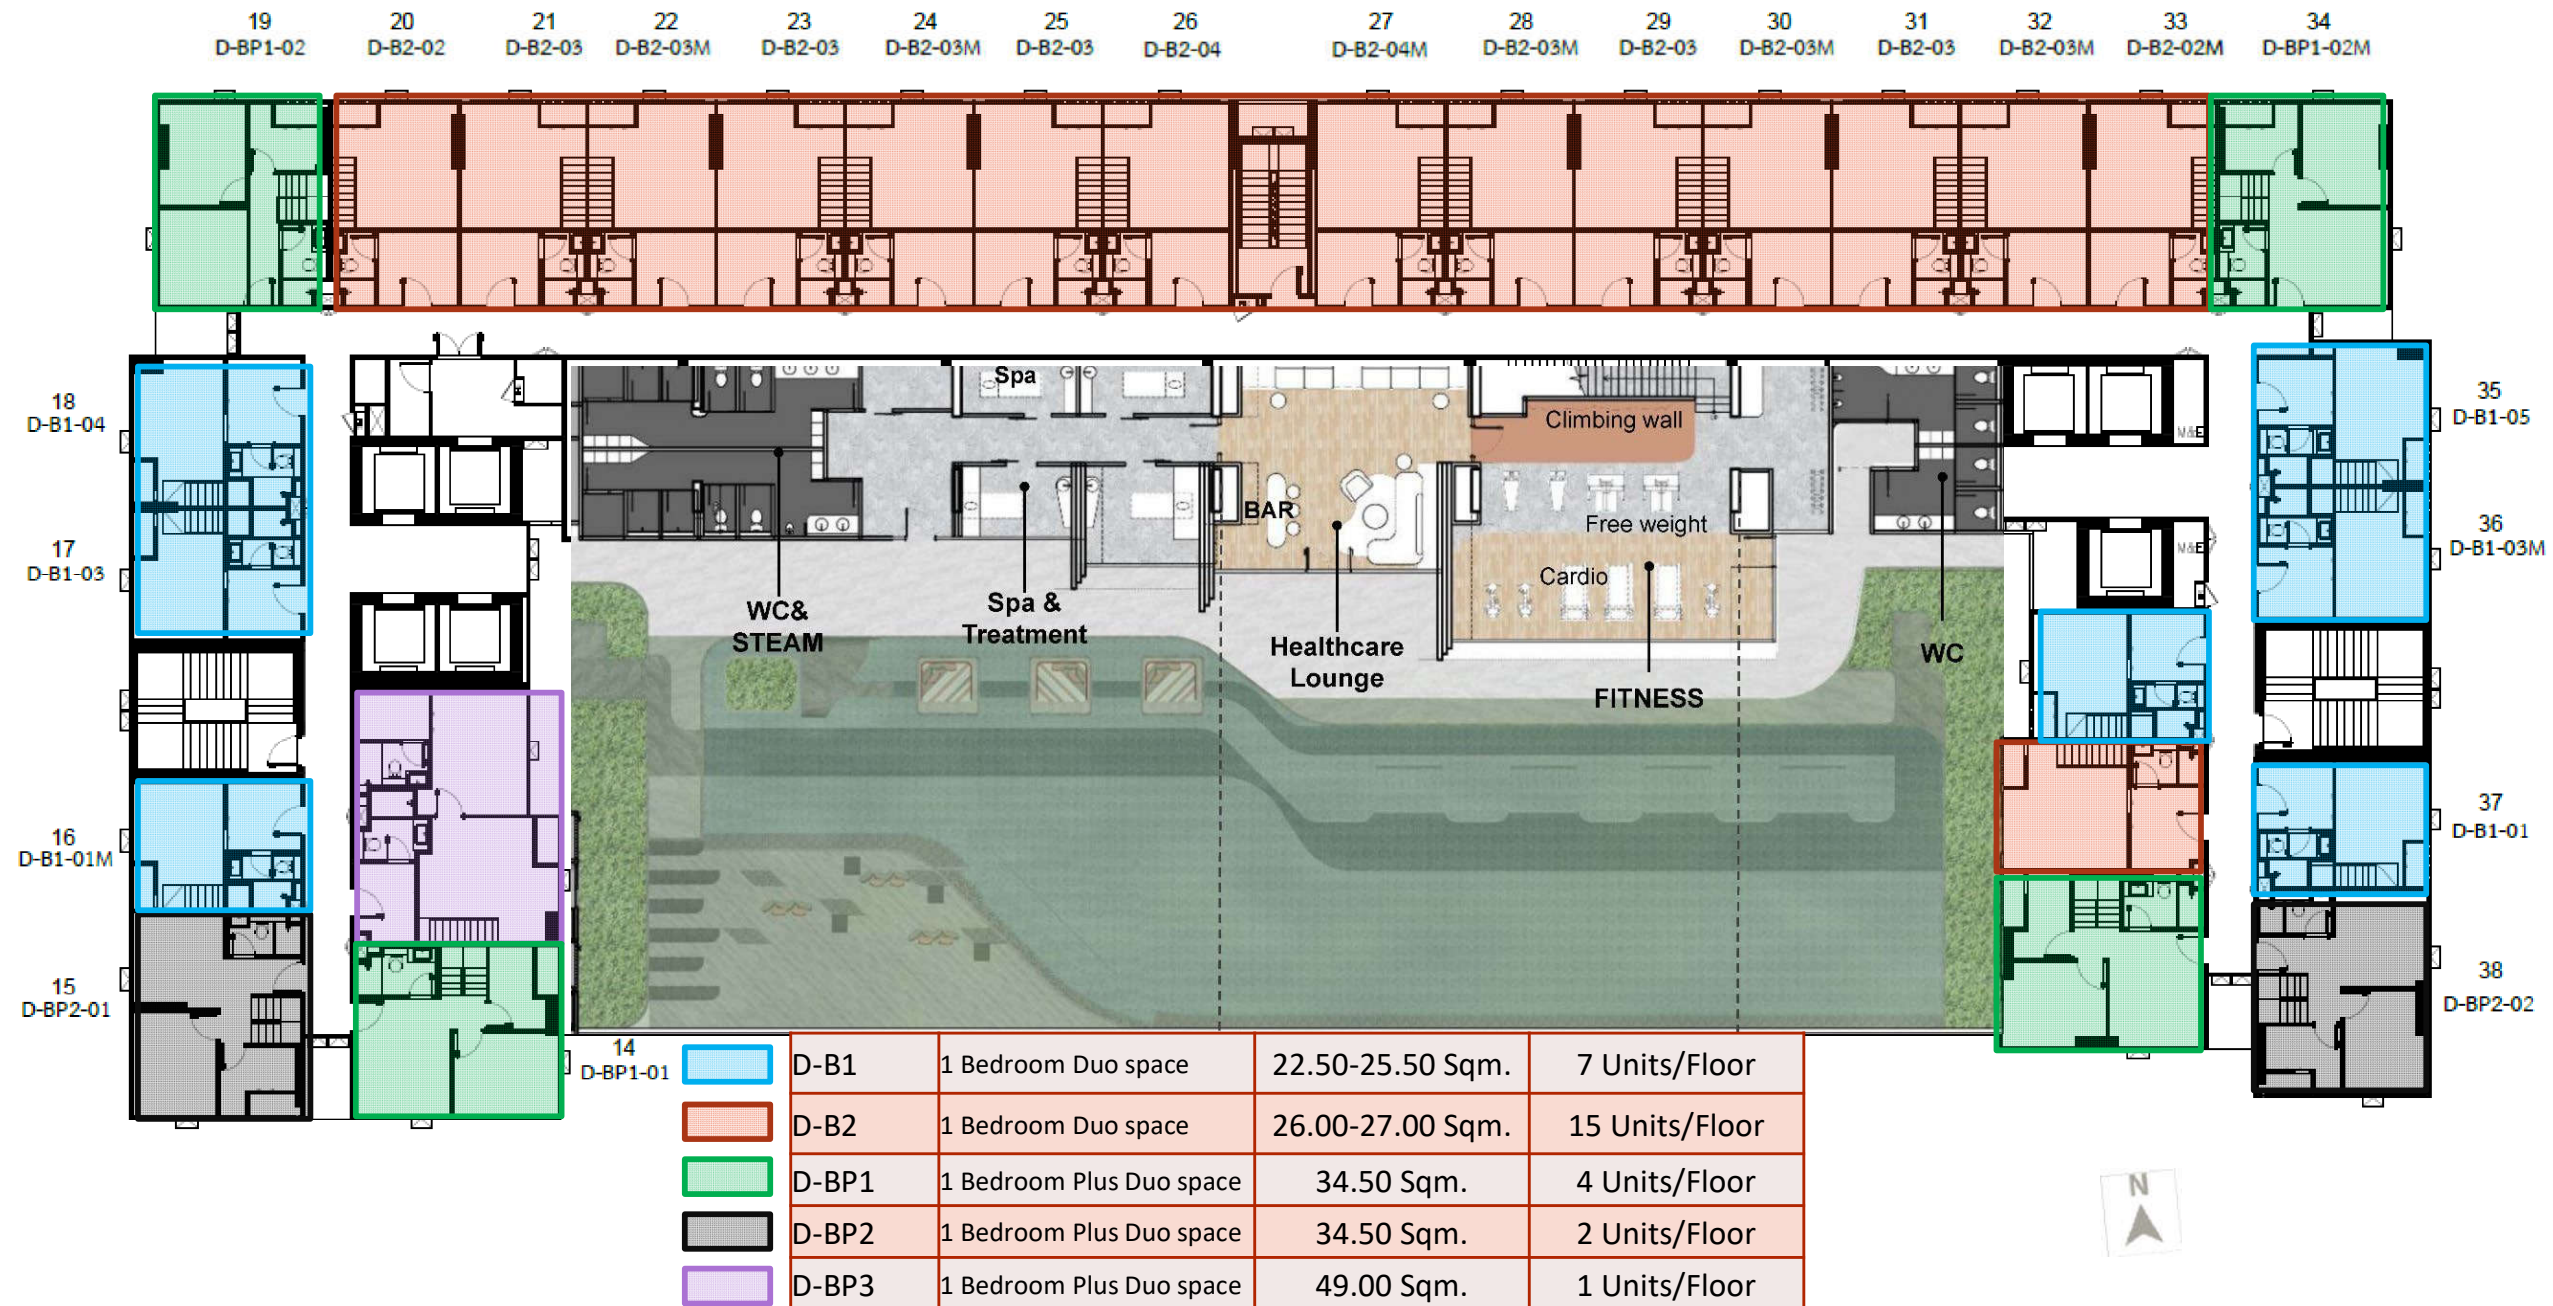 19 20 21 22 23 24 25 26 27 28 29 30 31 32 33 34
D-BP1-02 D-B2-02 D-B2-03 D-B2-03M D-B2-03 D-B2-03M D-B2-03 D-B2-04 D-B2-04M D-B2-03M D-B2-03 D-B2-03M D-B2-03 D-B2-03M D-B2-02M D-BP1-02M
18
D-B1-04
17
D-B1-03
16
D-B1-01M
15
D-BP2-01
14
D-BP1-01
Spa
Climbing wall
BAR
Free weight
Cardio
WC&
STEAM
Spa &
Treatment
Healthcare
Lounge
FITNESS
WC
M&E
M&E
35
D-B1-05
36
D-B1-03M
37
D-B1-01
38
D-BP2-02
D-B1 1 Bedroom Duo space 22.50-25.50 Sqm. 7 Units/Floor
D-B2 1 Bedroom Duo space 26.00-27.00 Sqm. 15 Units/Floor
D-BP1 1 Bedroom Plus Duo space 34.50 Sqm. 4 Units/Floor
D-BP2 1 Bedroom Plus Duo space 34.50 Sqm. 2 Units/Floor
D-BP3 1 Bedroom Plus Duo space 49.00 Sqm. 1 Units/Floor
N